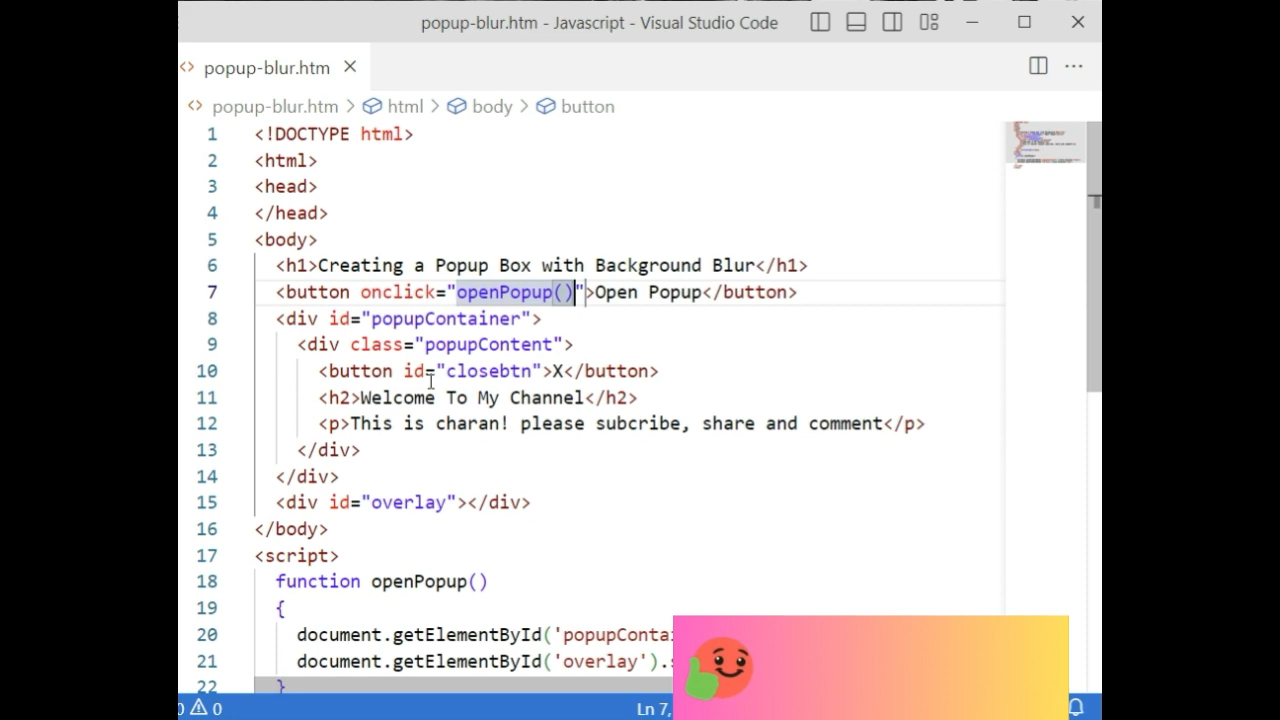 popup-blur.htm - Javascript - Visual Studio Code
popup-blur.htm
popup-blur.htm > html > body > button
1 <!DOCTYPE html>
2 <html>
3 <head>
4 </head>
5 <body>
6 <h1>Creating a Popup Box with Background Blur</h1>
7 <button onclick="openPopup()">Open Popup</button>
8 <div id="popupContainer">
9 <div class="popupContent">
10 <button id="closebtn">X</button>
11 <h2>Welcome To My Channel</h2>
12 <p>This is charan! please subcribe, share and comment</p>
13 </div>
14 </div>
15 <div id="overlay"></div>
16 </body>
17 <script>
18 function openPopup()
19 {
20 document.getElementById('popupConta
21 document.getElementById('overlay').s
22 }
0 0 Ln 7,